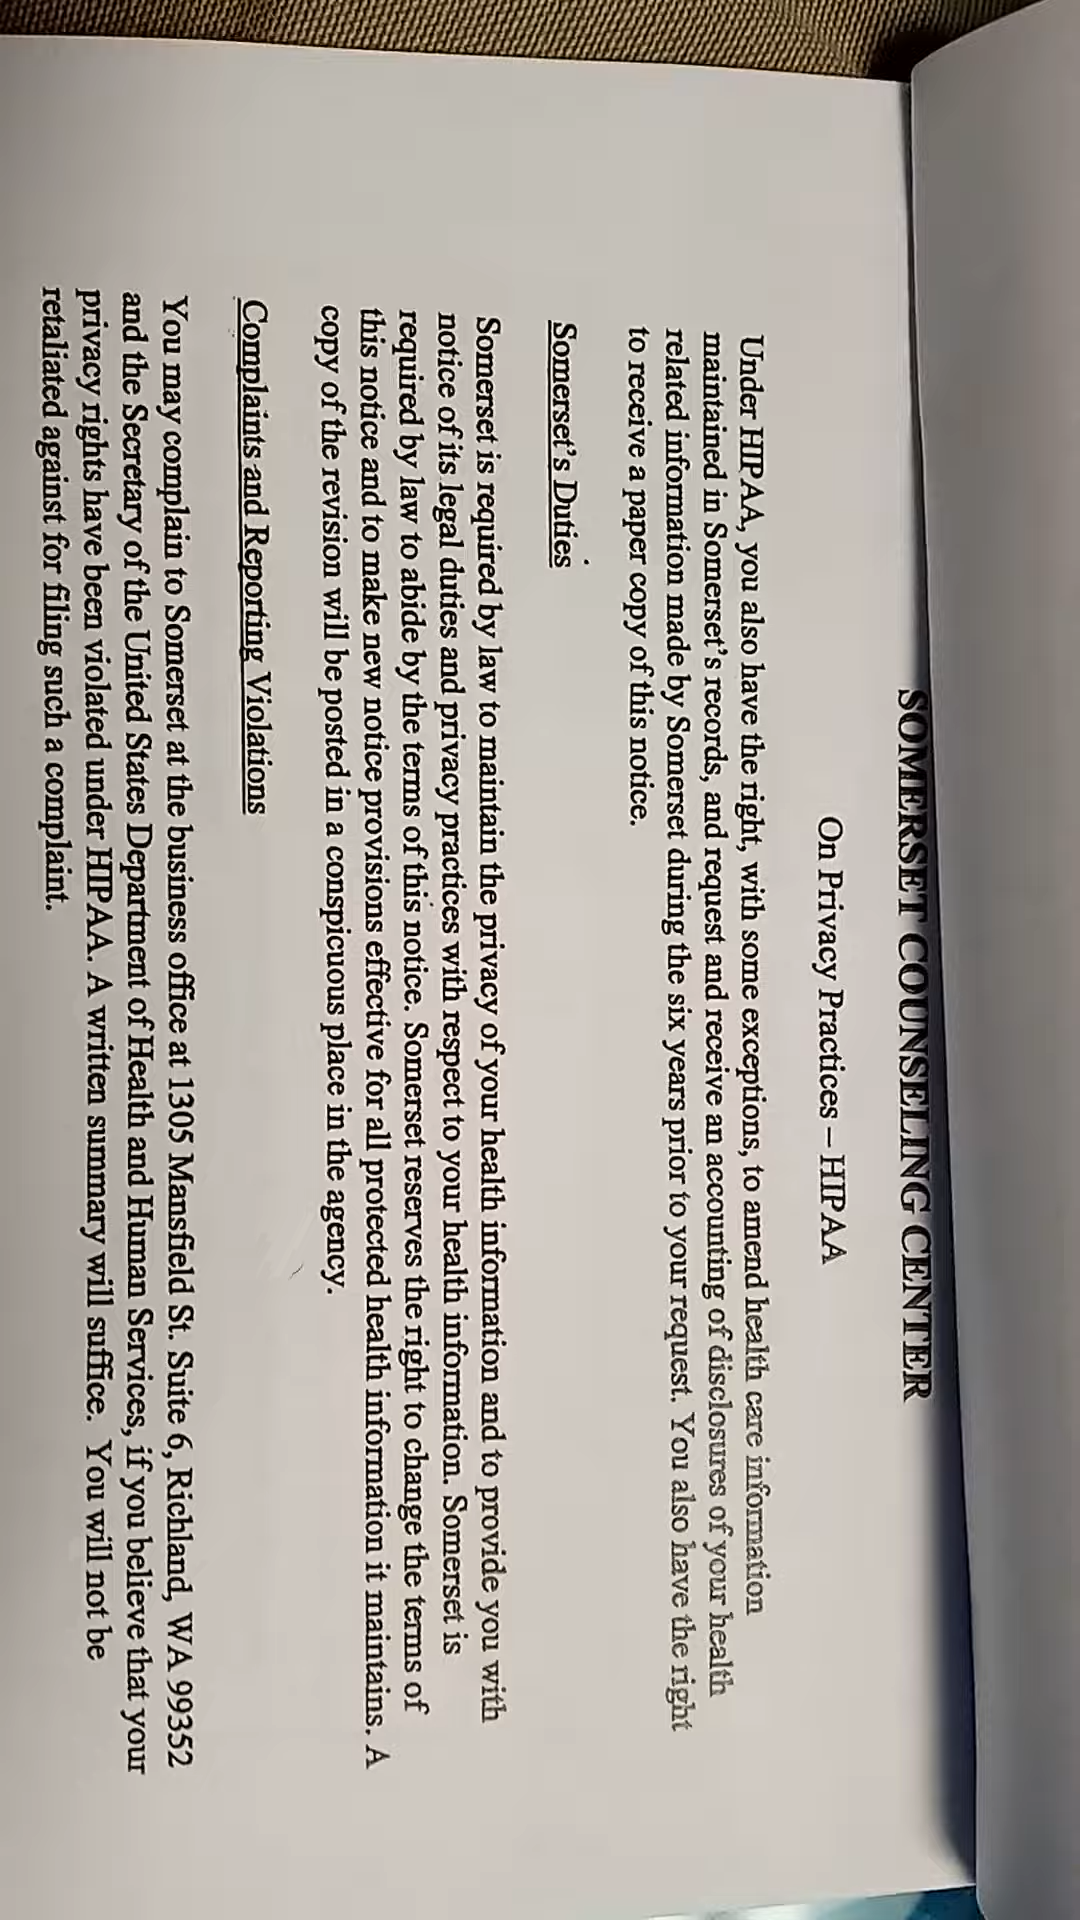 SOMERSET COUNSELING CENTER
On Privacy Practices – HIPAA
Under HIPAA, you also have the right, with some exceptions, to amend health care information
maintained in Somerset's records, and request and receive an accounting of disclosures of your health
related information made by Somerset during the six years prior to your request. You also have the right
to receive a paper copy of this notice.
Somerset's Duties
Somerset is required by law to maintain the privacy of your health information and to provide you with
notice of its legal duties and privacy practices with respect to your health information. Somerset is
required by law to abide by the terms of this notice. Somerset reserves the right to change the terms of
this notice and to make new notice provisions effective for all protected health information it maintains. A
copy of the revision will be posted in a conspicuous place in the agency.
Complaints and Reporting Violations
You may complain to Somerset at the business office at 1305 Mansfield St. Suite 6, Richland, WA 99352
and the Secretary of the United States Department of Health and Human Services, if you believe that your
privacy rights have been violated under HIPAA. A written summary will suffice. You will not be
retaliated against for filing such a complaint.